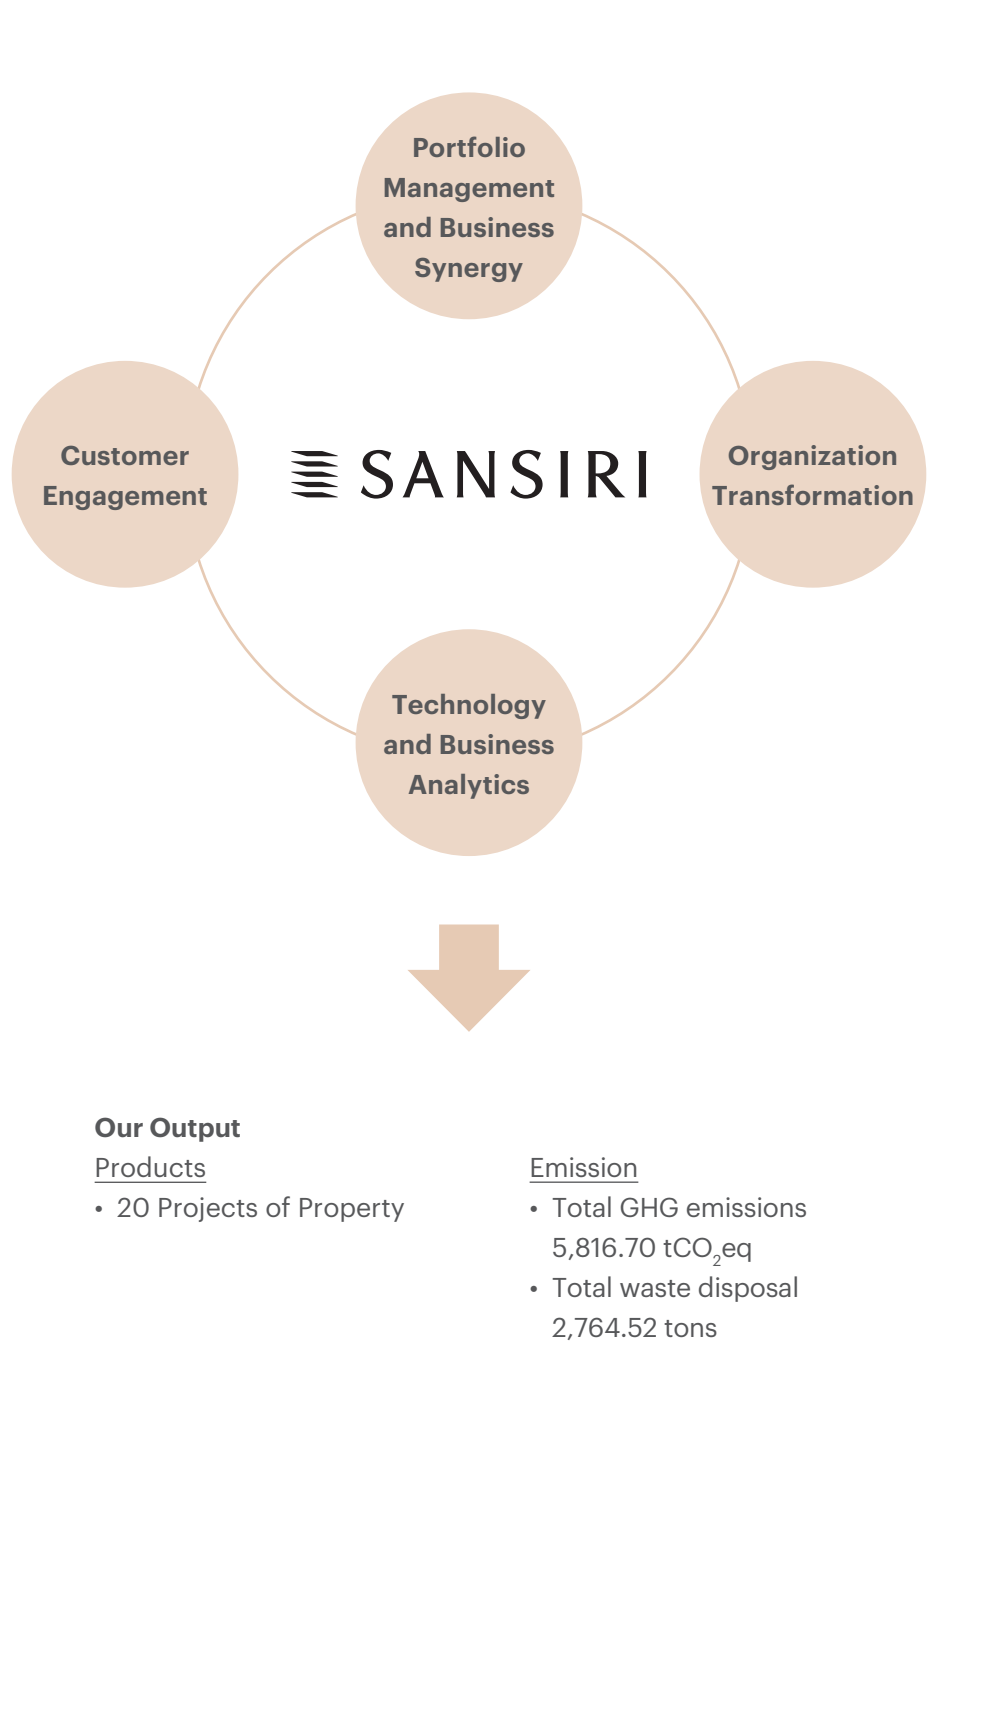 Portfolio
Management
and Business
Synergy
Customer
Engagement
SANSIRI
Organization
Transformation
Technology
and Business
Analytics
Our Output
Products
• 20 Projects of Property
Emission
• Total GHG emissions
5,816.70 tCO₂eq
• Total waste disposal
2,764.52 tons